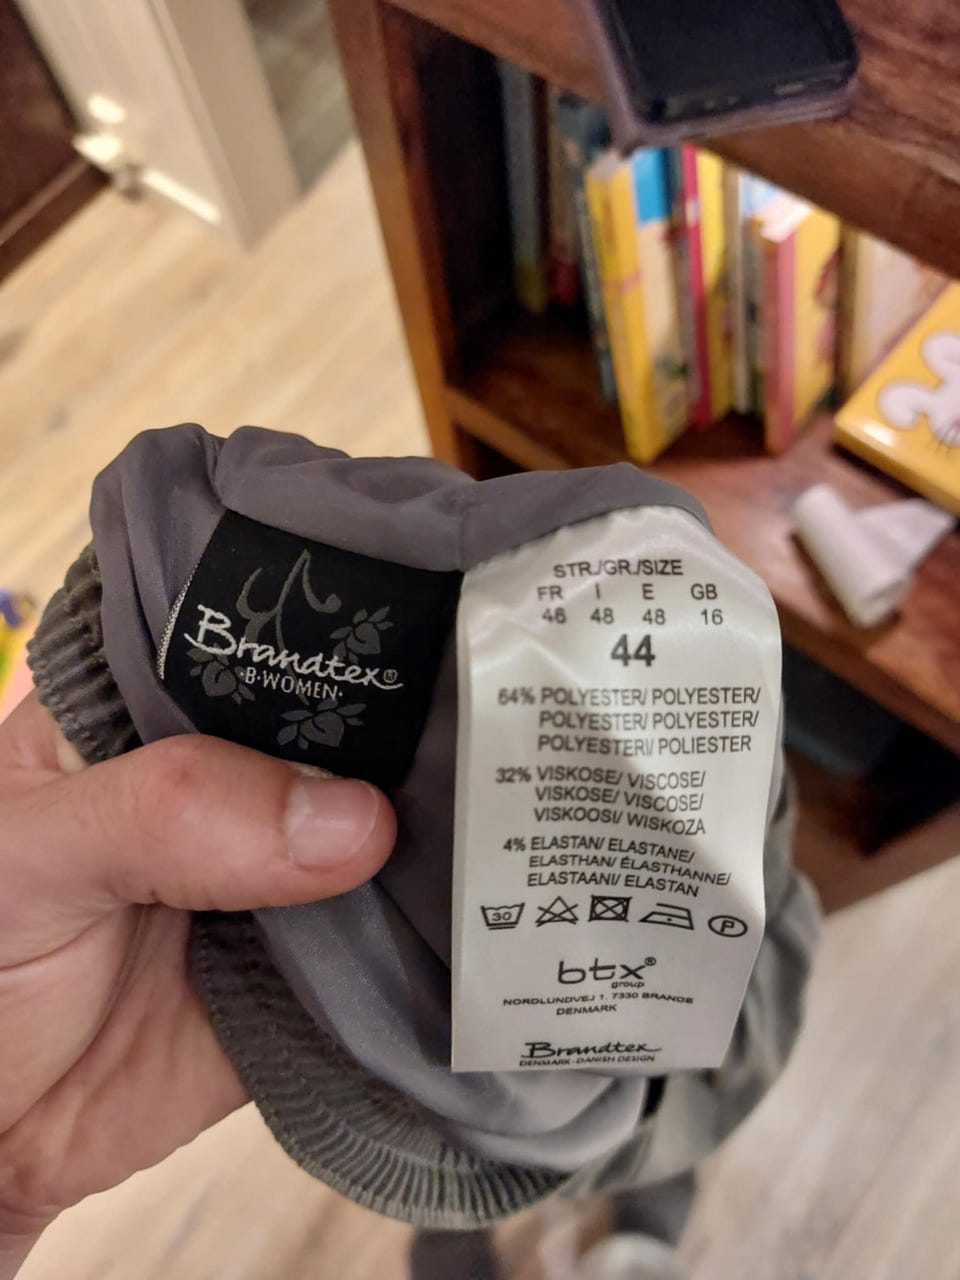 Brandtex®
·B·WOMEN·
STR./GR./SIZE
FR I E GB
46 48 48 16
44
64% POLYESTER/ POLYESTER/
POLYESTER/ POLYESTER/
POLYESTERI/ POLIESTER
32% VISKOSE/ VISCOSE/
VISKOSE/ VISCOSE/
VISKOOSI/ WISKOZA
4% ELASTAN/ ELASTANE/
ELASTHAN/ ÉLASTHANNE/
ELASTAANI/ ELASTAN
30 P
btx®
group
NORDLUNDVEJ 1. 7330 BRANDE
DENMARK
Brandtex
DENMARK · DANISH DESIGN